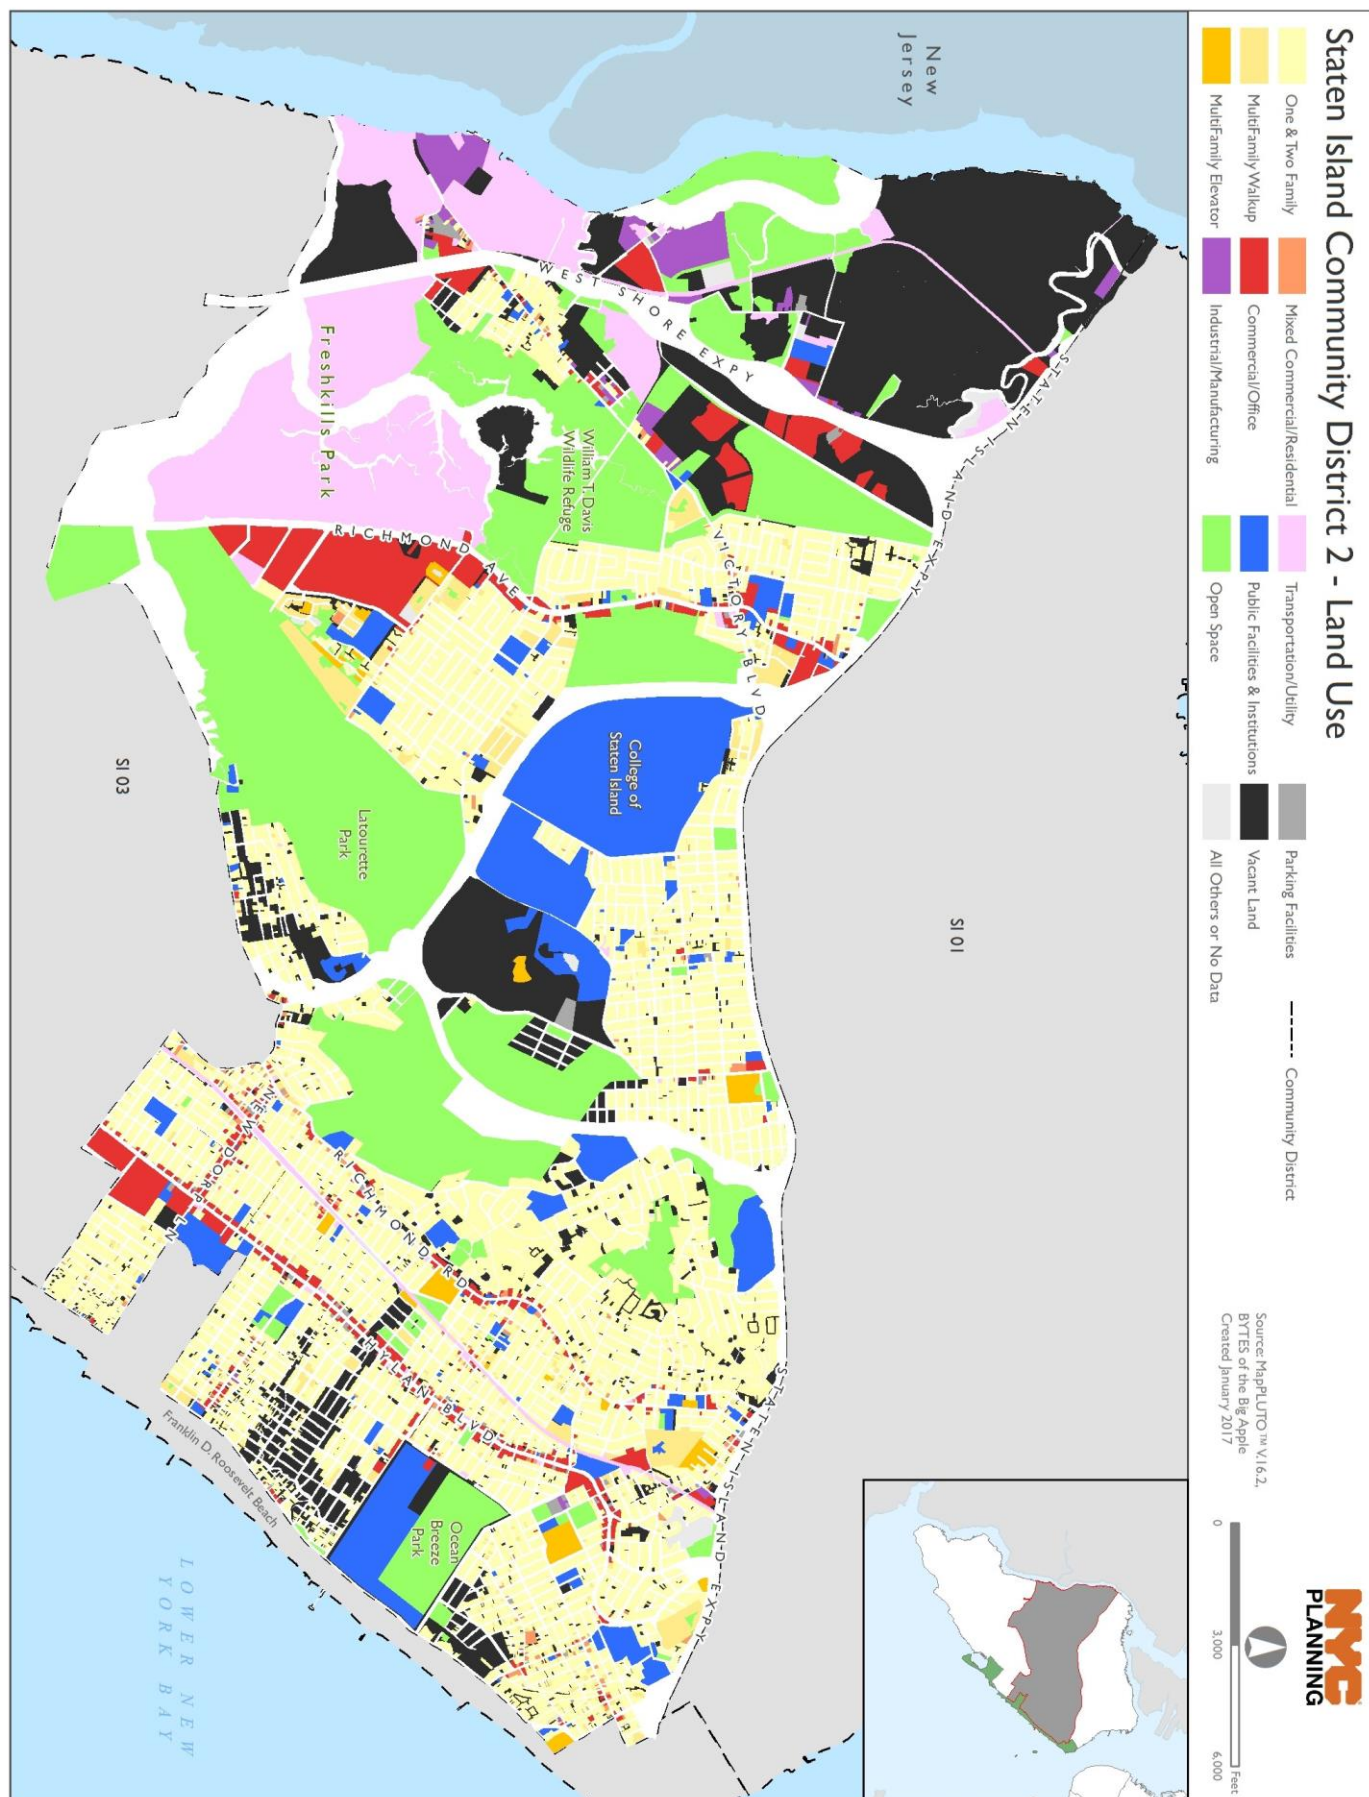 Staten Island Community District 2 - Land Use
One & Two Family
MultiFamily Walkup
MultiFamily Elevator
Mixed Commercial/Residential
Commercial/Office
Industrial/Manufacturing
Transportation/Utility
Public Facilities & Institutions
Open Space
Parking Facilities
Vacant Land
All Others or No Data
Community District
Source: MapPLUTO™ V.16.2,
BYTES of the Big Apple
Created January 2017
0 3,000 6,000
Feet
NYC
PLANNING
New
Jersey
STATEN ISLAND EXPY
SI 01
WEST SHORE EXPY
VICTORY BLVD
William T. Davis
Wildlife Refuge
College of
Staten Island
RICHMOND AVE
Freshkills Park
Latourette
Park
SI 03
STATEN ISLAND EXPY
RICHMOND RD
NEW DORP LN
HYLAN BLVD
Ocean
Breeze
Park
Franklin D. Roosevelt Beach
LOWER NEW
YORK BAY